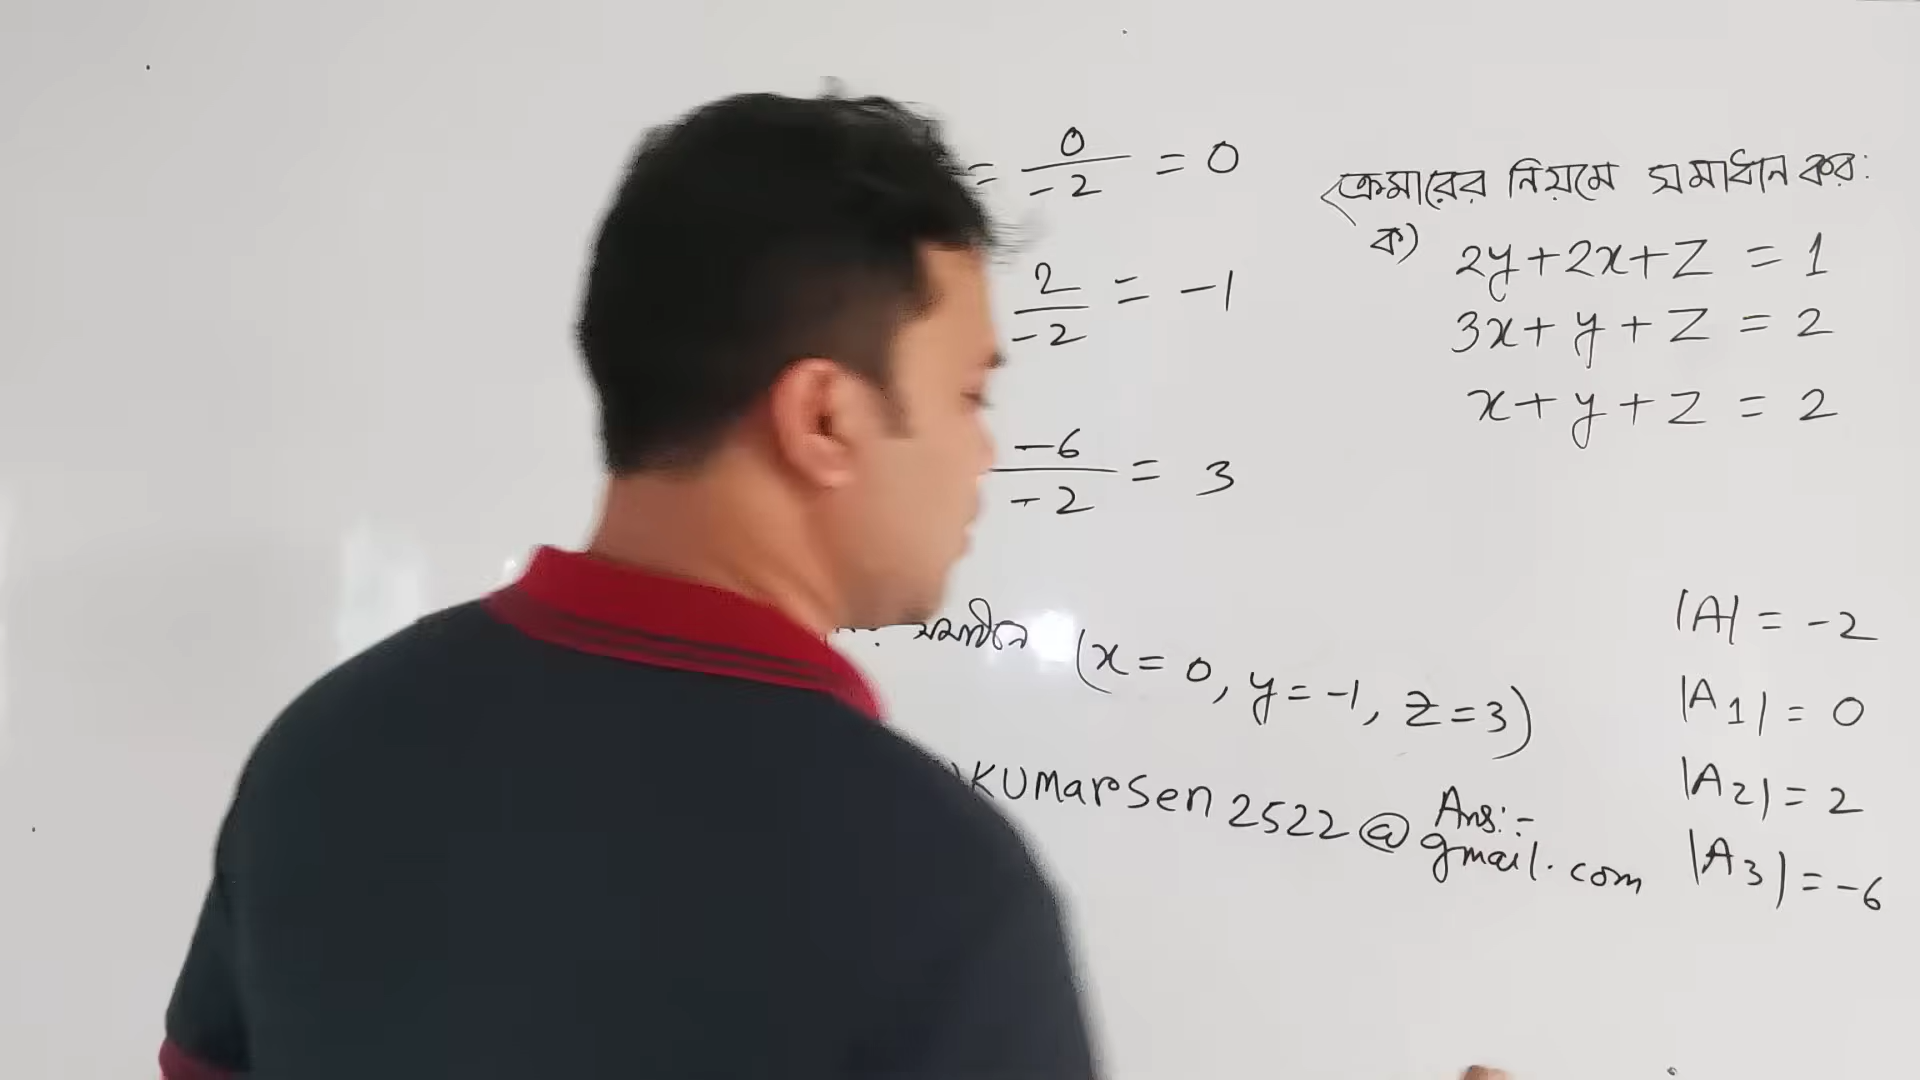 = 0/-2 = 0
2/-2 = -1
-6/-2 = 3
(x = 0, y = -1, z = 3)
KUMARSen 2522 @ gmail.com
Ans:-
ক্রেমারের নিয়মে সমাধান কর:
ক) 2y + 2x + z = 1
3x + y + z = 2
x + y + z = 2
|A| = -2
|A1| = 0
|A2| = 2
|A3| = -6